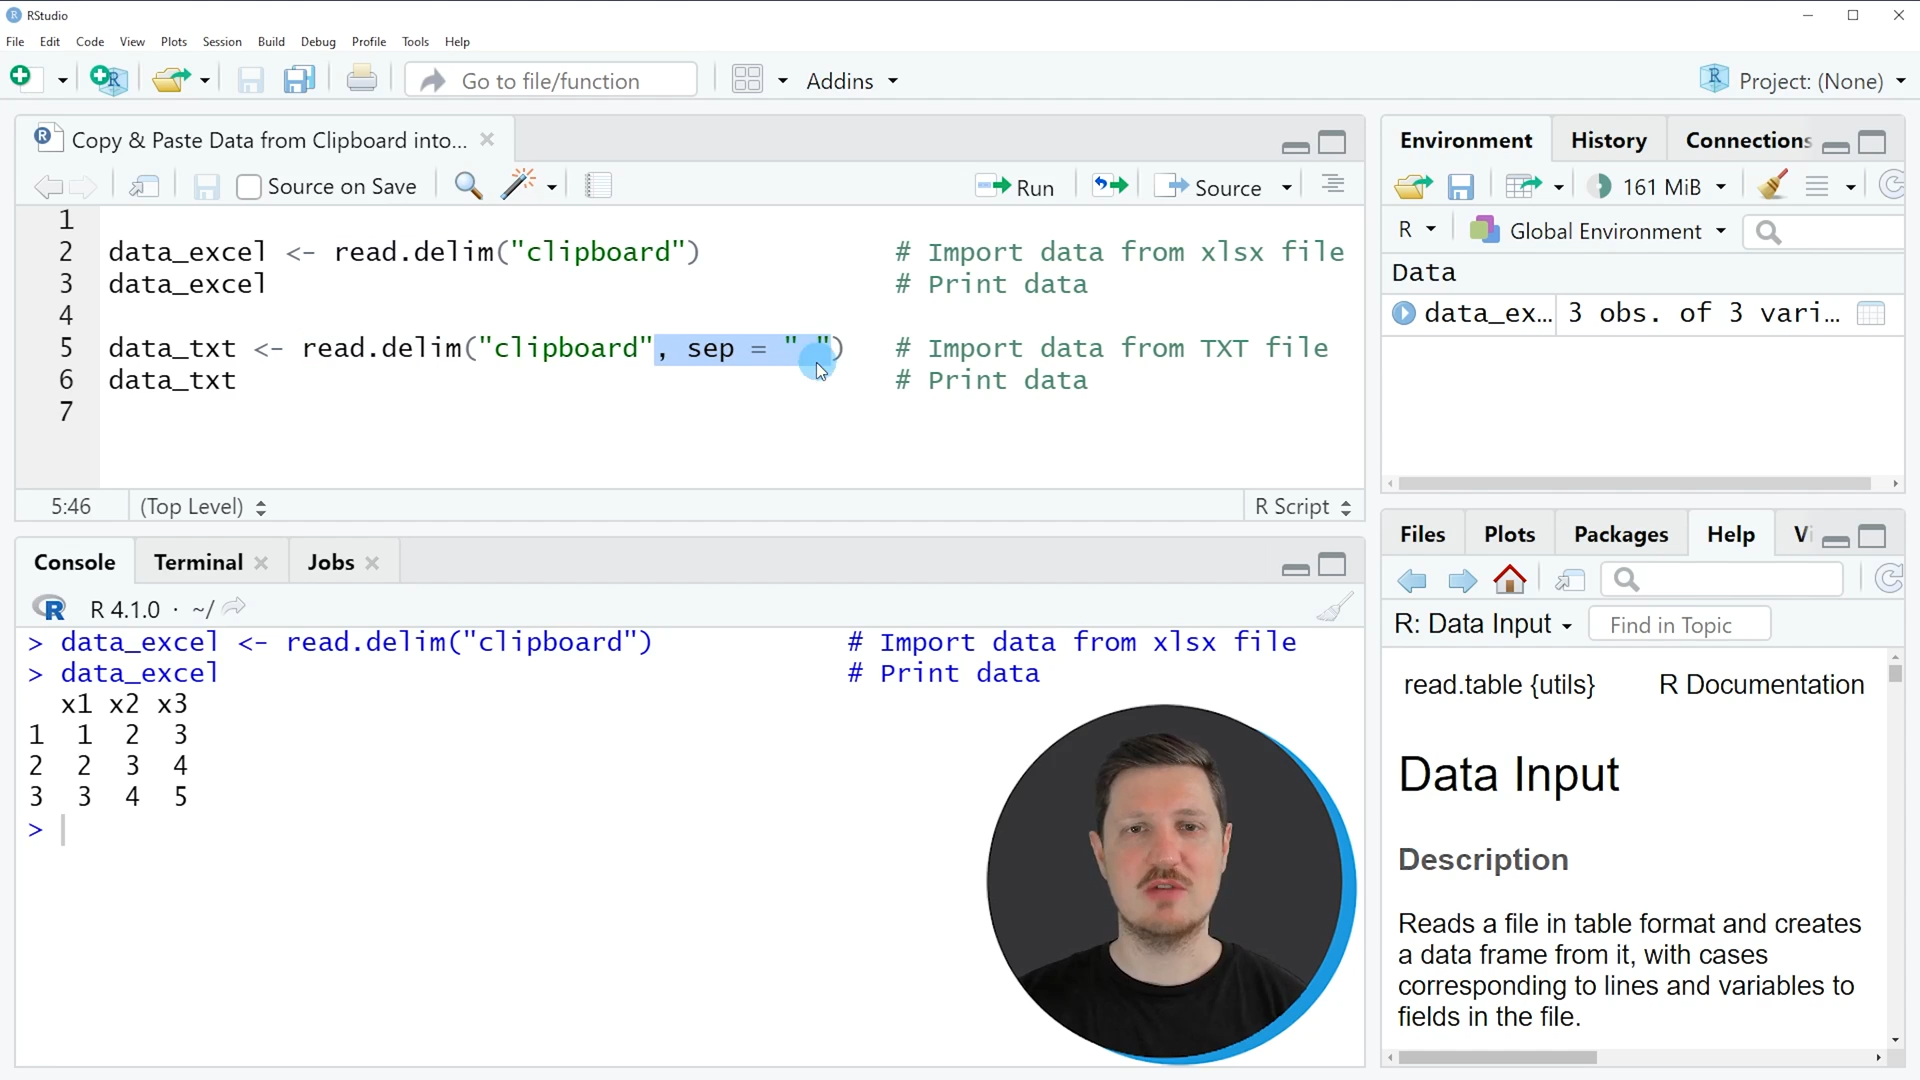 RStudio
File Edit Code View Plots Session Build Debug Profile Tools Help
Go to file/function Addins Project: (None)
Copy & Paste Data from Clipboard into...
Source on Save Run Source
1
2 data_excel <- read.delim("clipboard") # Import data from xlsx file
3 data_excel # Print data
4
5 data_txt <- read.delim("clipboard", sep = " ") # Import data from TXT file
6 data_txt # Print data
7
5:46 (Top Level) R Script
Console Terminal Jobs
R 4.1.0 · ~/
> data_excel <- read.delim("clipboard") # Import data from xlsx file
> data_excel # Print data
x1 x2 x3
1 1 2 3
2 2 3 4
3 3 4 5
>
Environment History Connections
161 MiB
R Global Environment
Data
data_ex... 3 obs. of 3 vari...
Files Plots Packages Help Vi
R: Data Input Find in Topic
read.table {utils} R Documentation
Data Input
Description
Reads a file in table format and creates
a data frame from it, with cases
corresponding to lines and variables to
fields in the file.